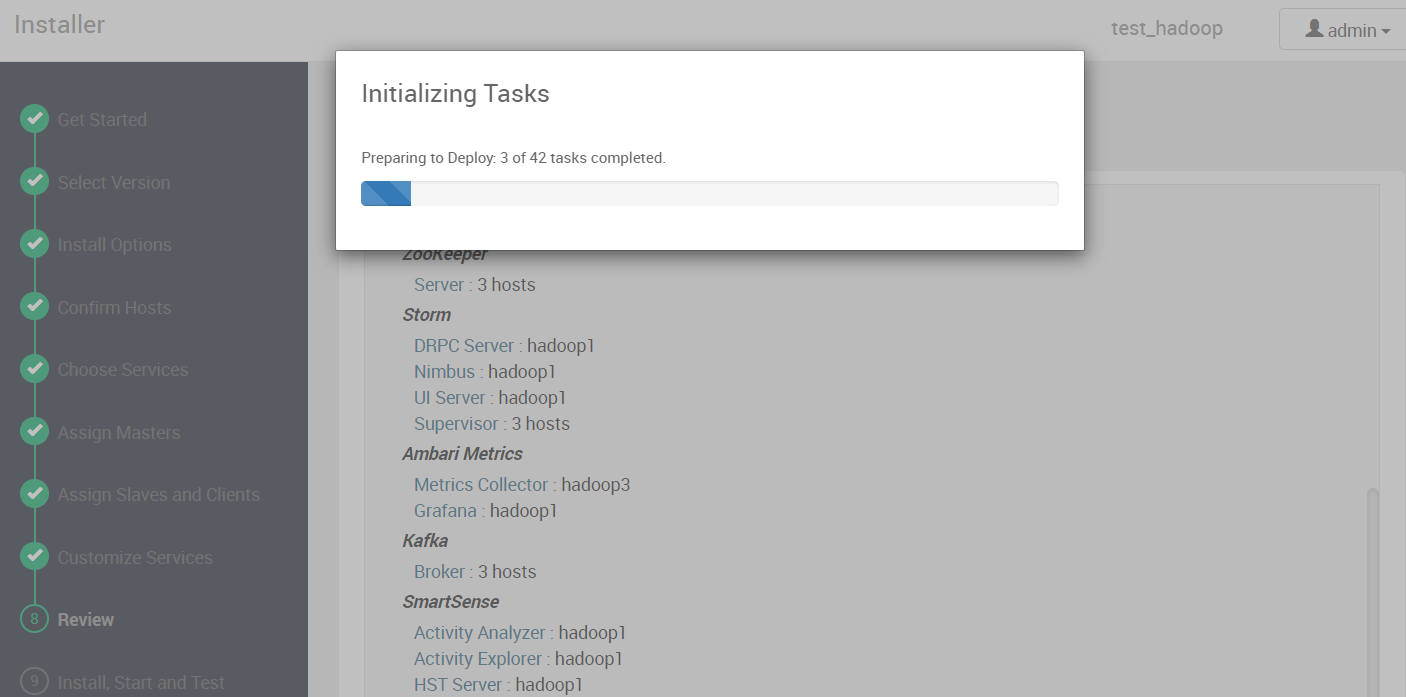 Installer
test_hadoop
admin
Get Started
Select Version
Install Options
Confirm Hosts
Choose Services
Assign Masters
Assign Slaves and Clients
Customize Services
8 Review
9 Install, Start and Test
Initializing Tasks
Preparing to Deploy: 3 of 42 tasks completed.
ZooKeeper
Server : 3 hosts
Storm
DRPC Server : hadoop1
Nimbus : hadoop1
UI Server : hadoop1
Supervisor : 3 hosts
Ambari Metrics
Metrics Collector : hadoop3
Grafana : hadoop1
Kafka
Broker : 3 hosts
SmartSense
Activity Analyzer : hadoop1
Activity Explorer : hadoop1
HST Server : hadoop1